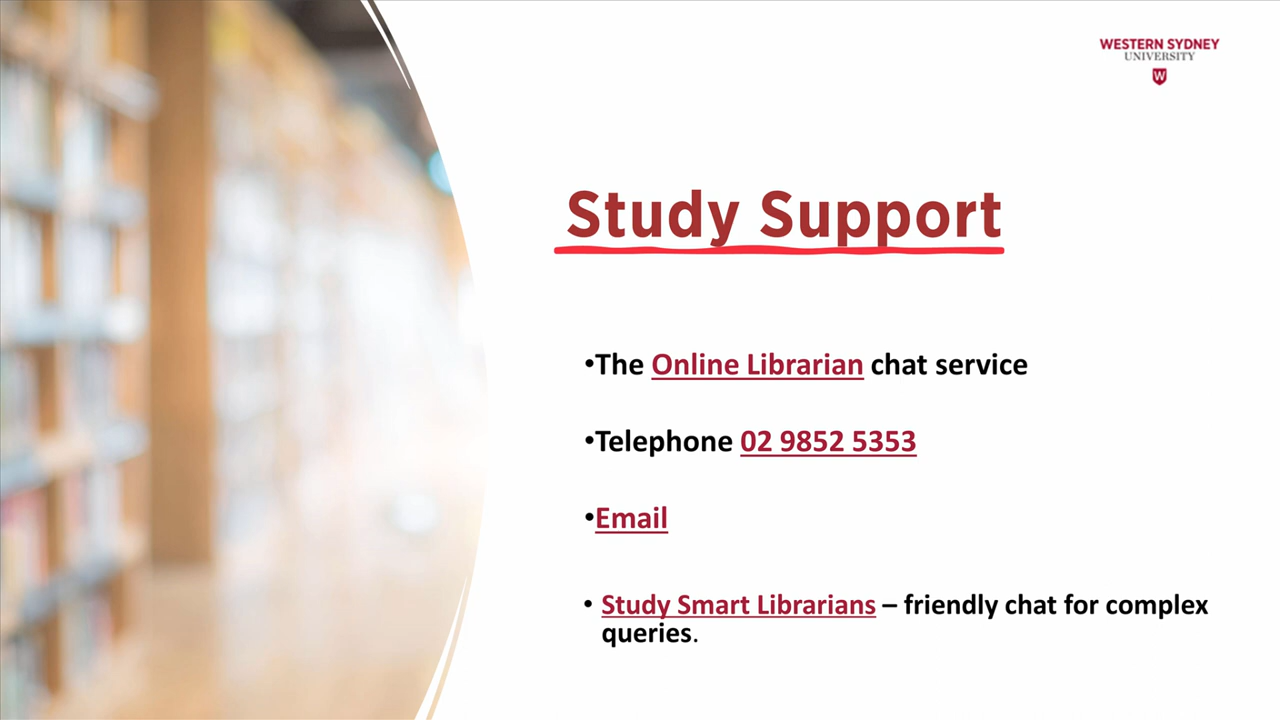 WESTERN SYDNEY
UNIVERSITY
W
Study Support
•The Online Librarian chat service
•Telephone 02 9852 5353
•Email
• Study Smart Librarians – friendly chat for complex
queries.